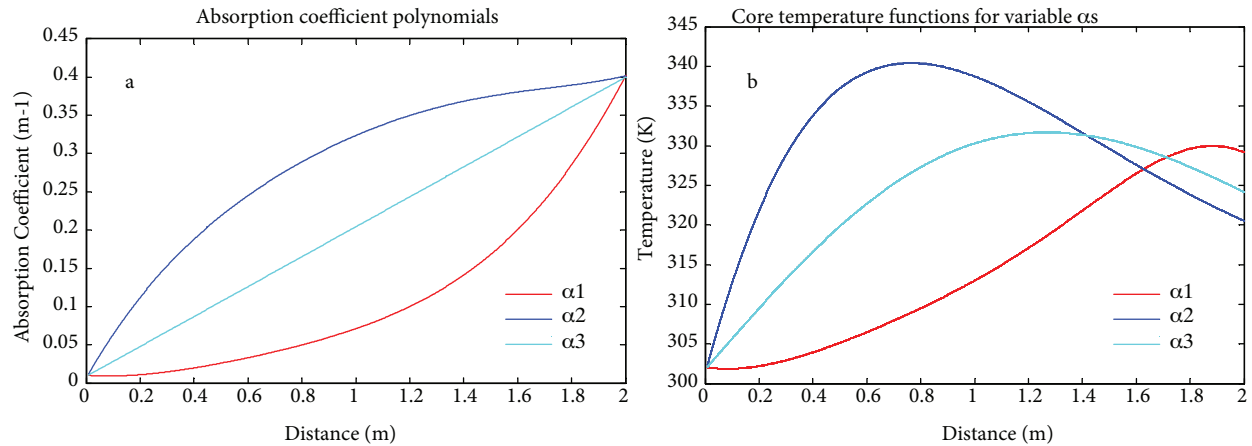 Absorption coefficient polynomials
a
Absorption Coefficient (m-1)
0.45
0.4
0.35
0.3
0.25
0.2
0.15
0.1
0.05
0
0 0.2 0.4 0.6 0.8 1 1.2 1.4 1.6 1.8 2
Distance (m)
α1
α2
α3
Core temperature functions for variable αs
b
Temperature (K)
340
335
330
325
320
315
310
305
300
0 0.2 0.4 0.6 0.8 1 1.2 1.4 1.6 1.8 2
Distance (m)
α1
α2
α3